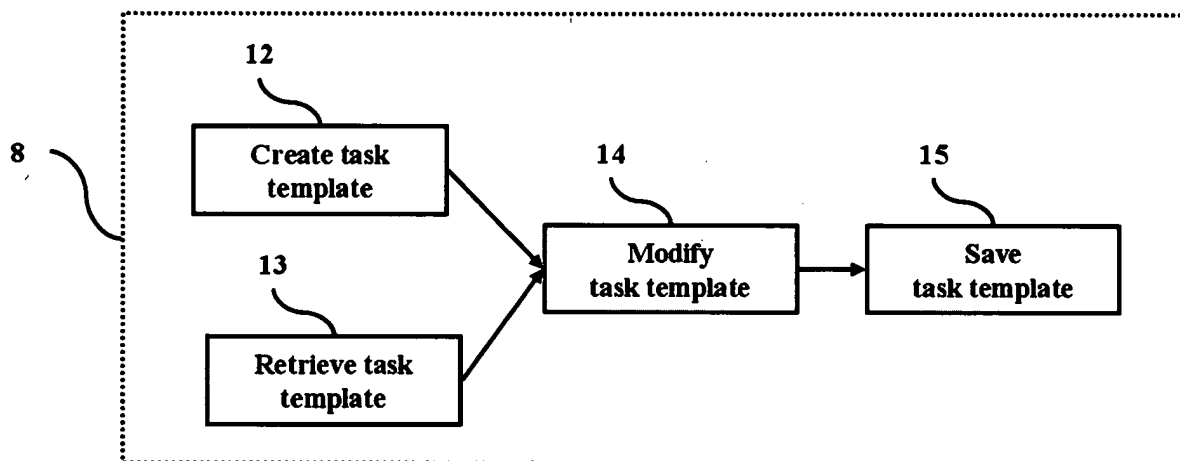 12
Create task
template
8
14
15
Modify
task template
Save
task template
13
Retrieve task
template